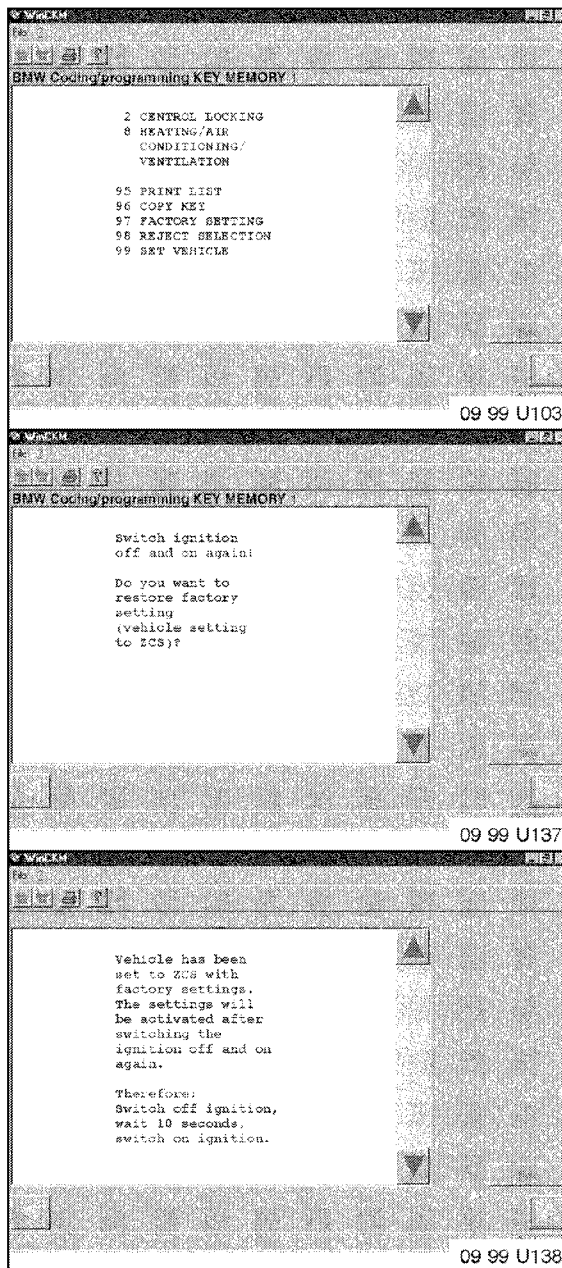 WinCKM
File ?
?
BMW Coding/programming KEY MEMORY 1
2 CENTROL LOCKING
8 HEATING/AIR
CONDITIONING/
VENTILATION
95 PRINT LIST
96 COPY KEY
97 FACTORY SETTING
98 REJECT SELECTION
99 SET VEHICLE
09 99 U103
WinCKM
File ?
?
BMW Coding/programming KEY MEMORY 1
Switch ignition
off and on again!
Do you want to
restore factory
setting
(vehicle setting
to ZCS)?
09 99 U137
WinCKM
File ?
?
Vehicle has been
set to ZCS with
factory settings.
The settings will
be activated after
switching the
ignition off and on
again.
Therefore:
Switch off ignition,
wait 10 seconds,
switch on ignition.
09 99 U138